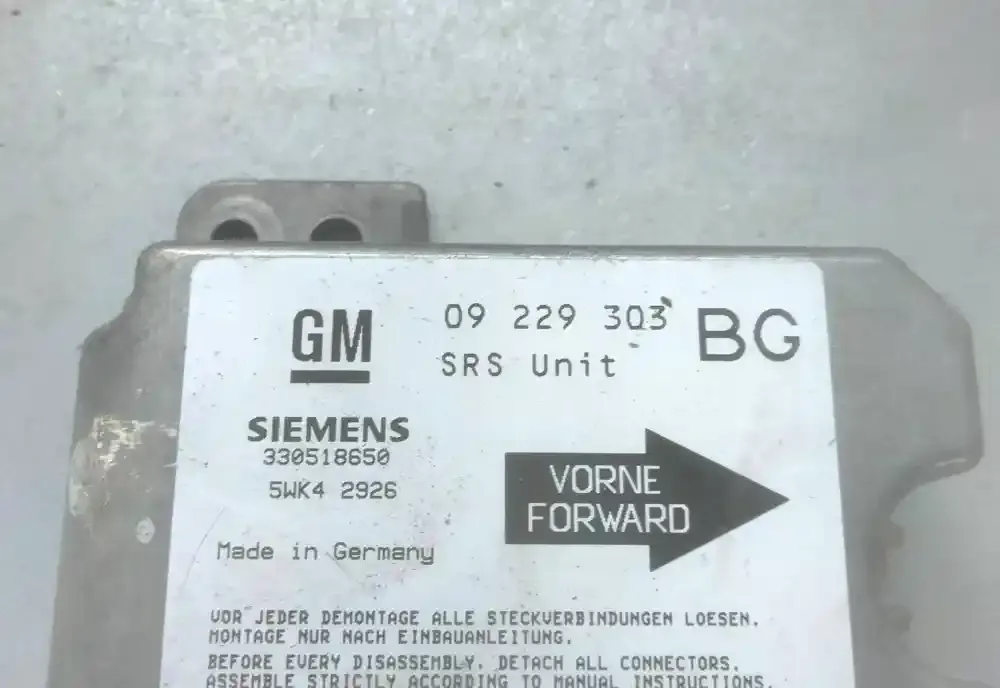 GM
09 229 303
BG
SRS Unit
SIEMENS
330518650
5WK4 2926
VORNE
FORWARD
Made in Germany
VOR JEDER DEMONTAGE ALLE STECKVERBINDUNGEN LOESEN.
MONTAGE NUR NACH EINBAUANLEITUNG.
BEFORE EVERY DISASSEMBLY. DETACH ALL CONNECTORS.
ASSEMBLE STRICTLY ACCORDING TO MANUAL INSTRUCTIONS.